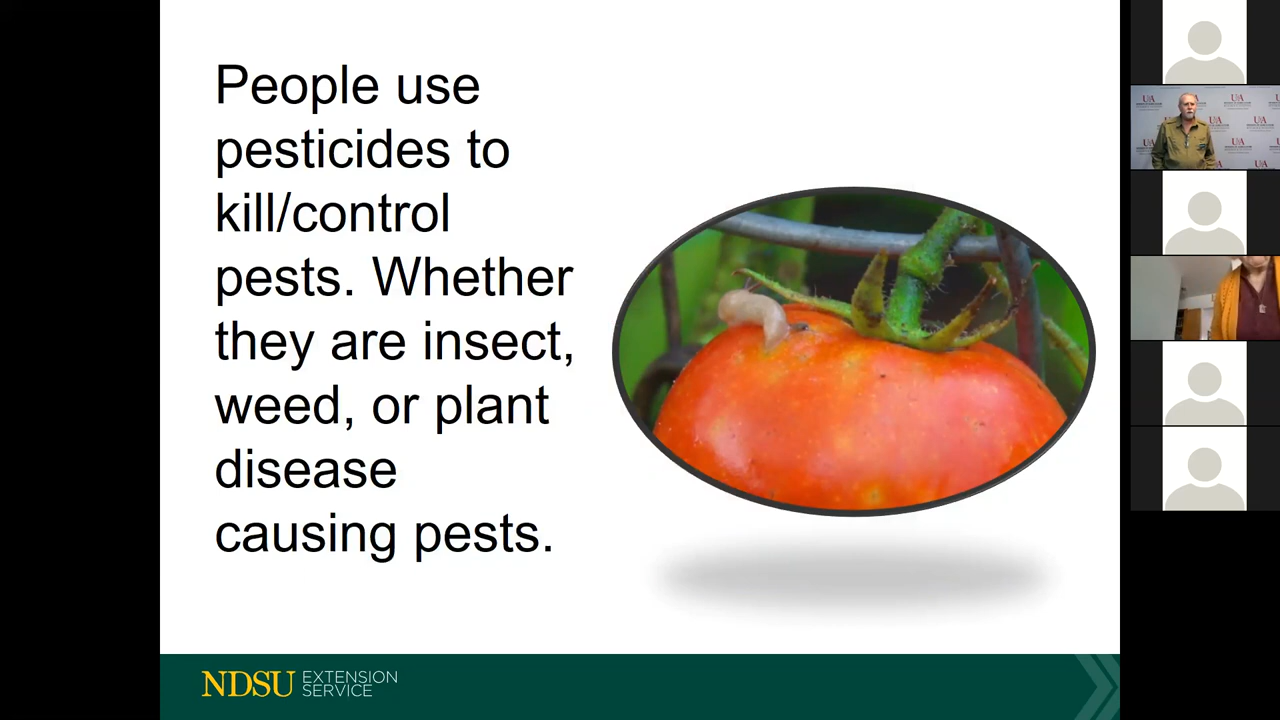 People use
pesticides to
kill/control
pests. Whether
they are insect,
weed, or plant
disease
causing pests.
NDSU EXTENSION
SERVICE